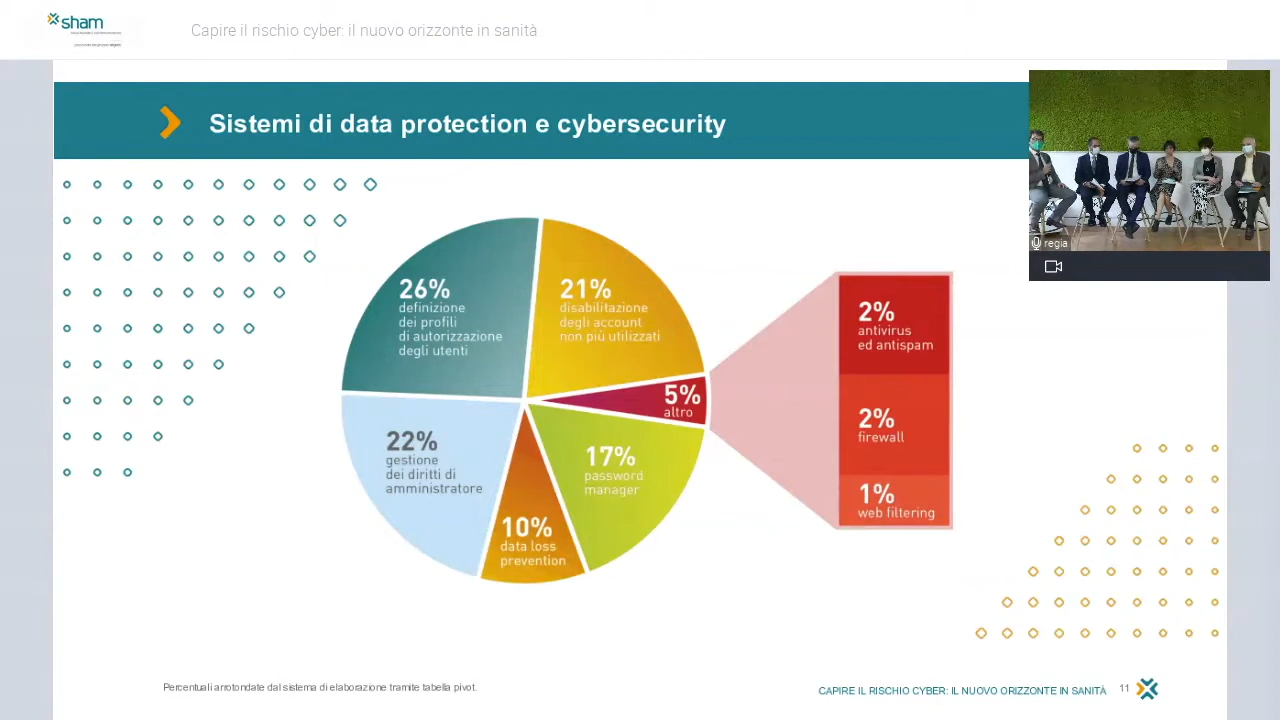 sham
Capire il rischio cyber: il nuovo orizzonte in sanità
Sistemi di data protection e cybersecurity
regia
26%
definizione
dei profili
di autorizzazione
degli utenti
21%
disabilitazione
degli account
non più utilizzati
5%
altro
22%
gestione
dei diritti di
amministratore
17%
password
manager
10%
data loss
prevention
2%
antivirus
ed antispam
2%
firewall
1%
web filtering
Percentuali arrotondate dal sistema di elaborazione tramite tabella pivot.
CAPIRE IL RISCHIO CYBER: IL NUOVO ORIZZONTE IN SANITÀ
11